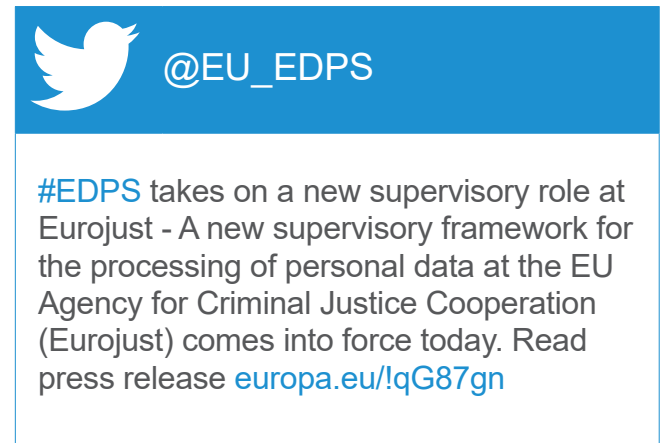 @EU_EDPS
#EDPS takes on a new supervisory role at
Eurojust - A new supervisory framework for
the processing of personal data at the EU
Agency for Criminal Justice Cooperation
(Eurojust) comes into force today. Read
press release europa.eu/!qG87gn